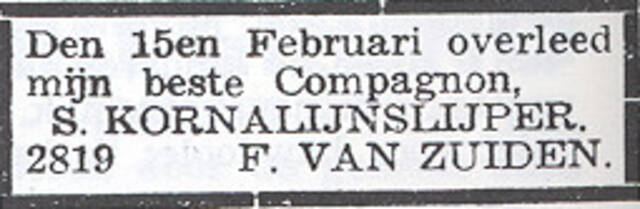 Den 15en Februari overleed
mijn beste Compagnon,
S. KORNALIJNSLIJPER.
2819 F. VAN ZUIDEN.